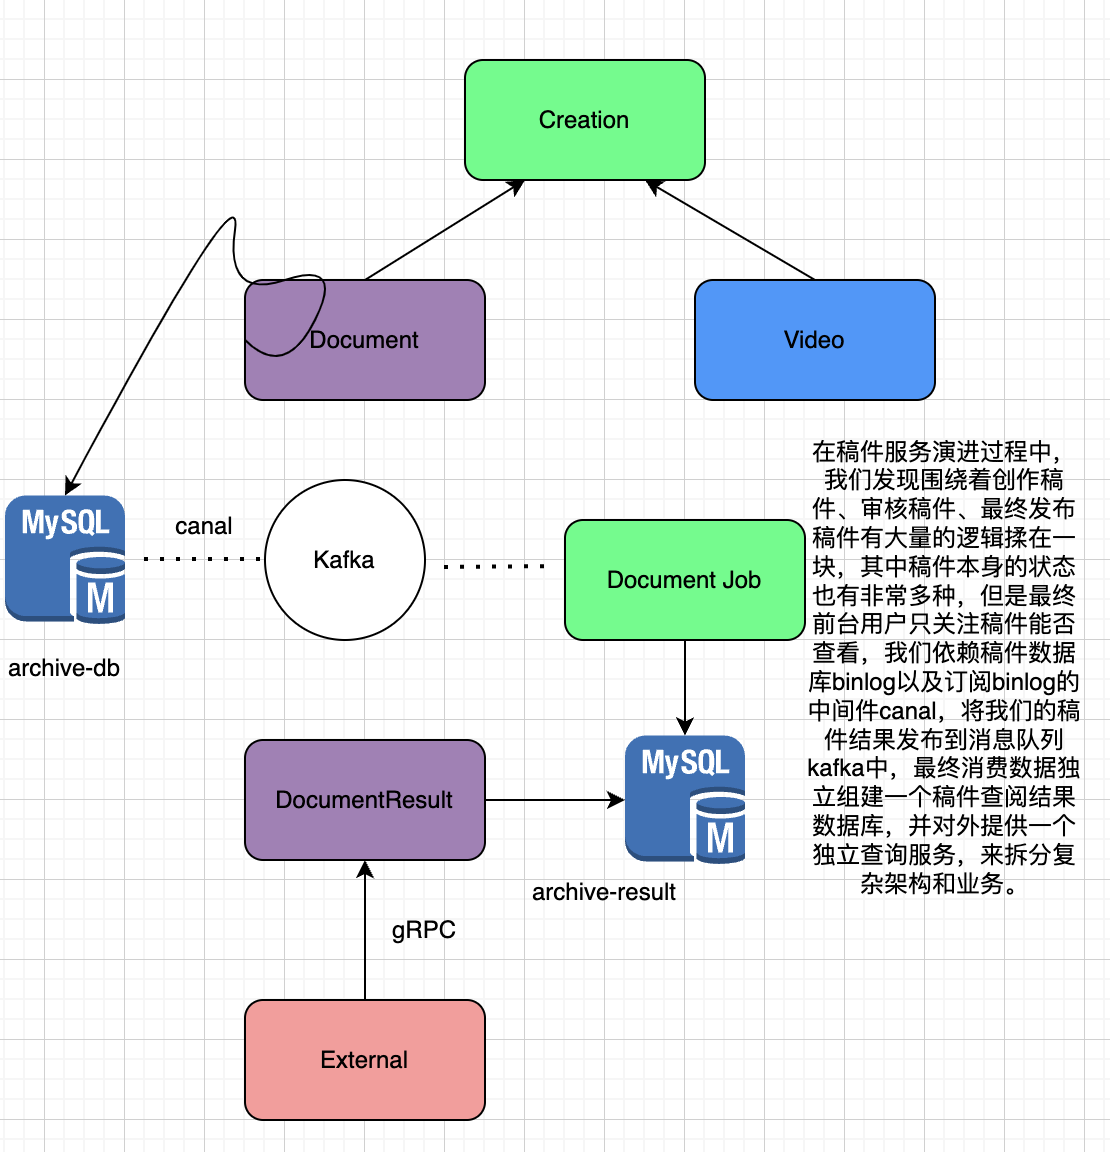 Creation
Document
Video
在稿件服务演进过程中，
我们发现围绕着创作稿
件、审核稿件、最终发布
稿件有大量的逻辑揉在一
块，其中稿件本身的状态
也有非常多种，但是最终
前台用户只关注稿件能否
查看，我们依赖稿件数据
库binlog以及订阅binlog的
中间件canal，将我们的稿
件结果发布到消息队列
kafka中，最终消费数据独
立组建一个稿件查阅结果
数据库，并对外提供一个
独立查询服务，来拆分复
杂架构和业务。
MySQL
M
archive-db
canal
Kafka
Document Job
DocumentResult
MySQL
M
archive-result
gRPC
External